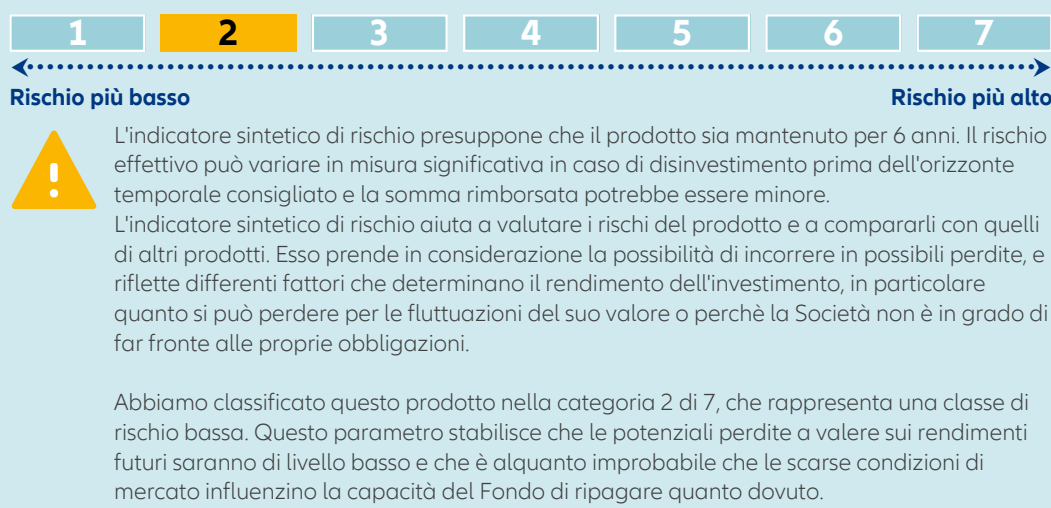 1 2 3 4 5 6 7
Rischio più basso Rischio più alto
L'indicatore sintetico di rischio presuppone che il prodotto sia mantenuto per 6 anni. Il rischio
effettivo può variare in misura significativa in caso di disinvestimento prima dell'orizzonte
temporale consigliato e la somma rimborsata potrebbe essere minore.
L'indicatore sintetico di rischio aiuta a valutare i rischi del prodotto e a compararli con quelli
di altri prodotti. Esso prende in considerazione la possibilità di incorrere in possibili perdite, e
riflette differenti fattori che determinano il rendimento dell'investimento, in particolare
quanto si può perdere per le fluttuazioni del suo valore o perchè la Società non è in grado di
far fronte alle proprie obbligazioni.
Abbiamo classificato questo prodotto nella categoria 2 di 7, che rappresenta una classe di
rischio bassa. Questo parametro stabilisce che le potenziali perdite a valere sui rendimenti
futuri saranno di livello basso e che è alquanto improbabile che le scarse condizioni di
mercato influenzino la capacità del Fondo di ripagare quanto dovuto.